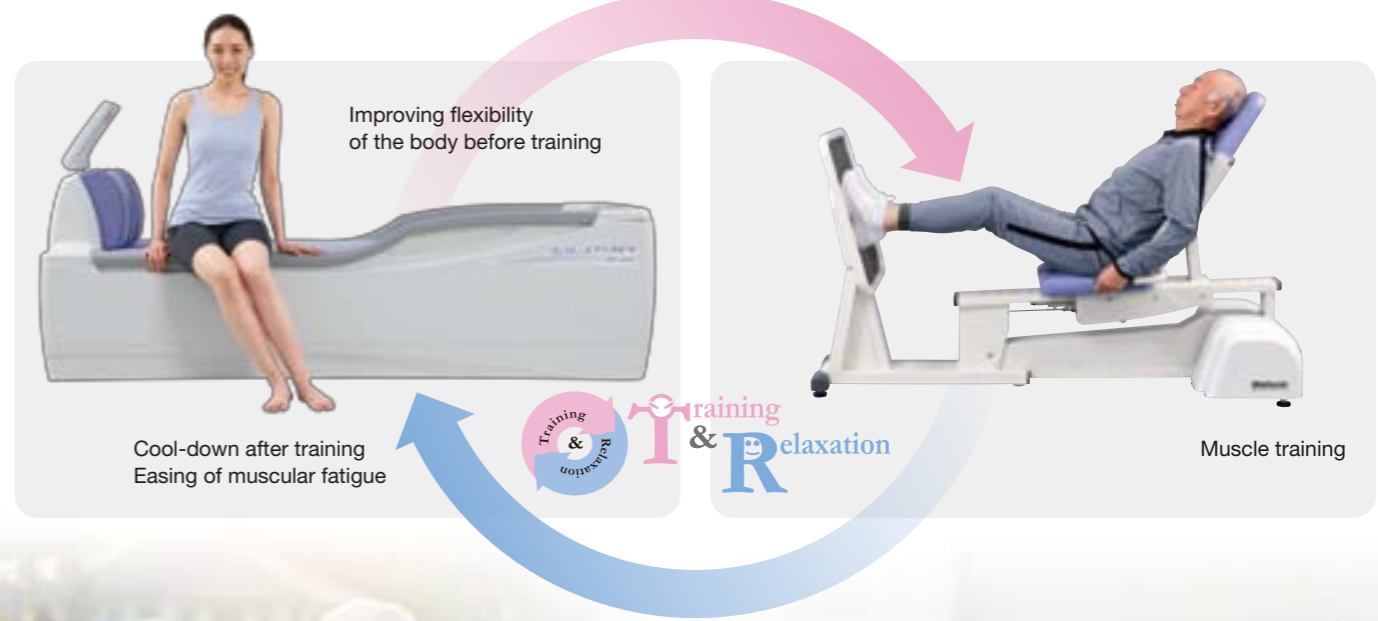 Improving flexibility
of the body before training
Cool-down after training
Easing of muscular fatigue
Training
&
Relaxation
Training
&
Relaxation
Muscle training